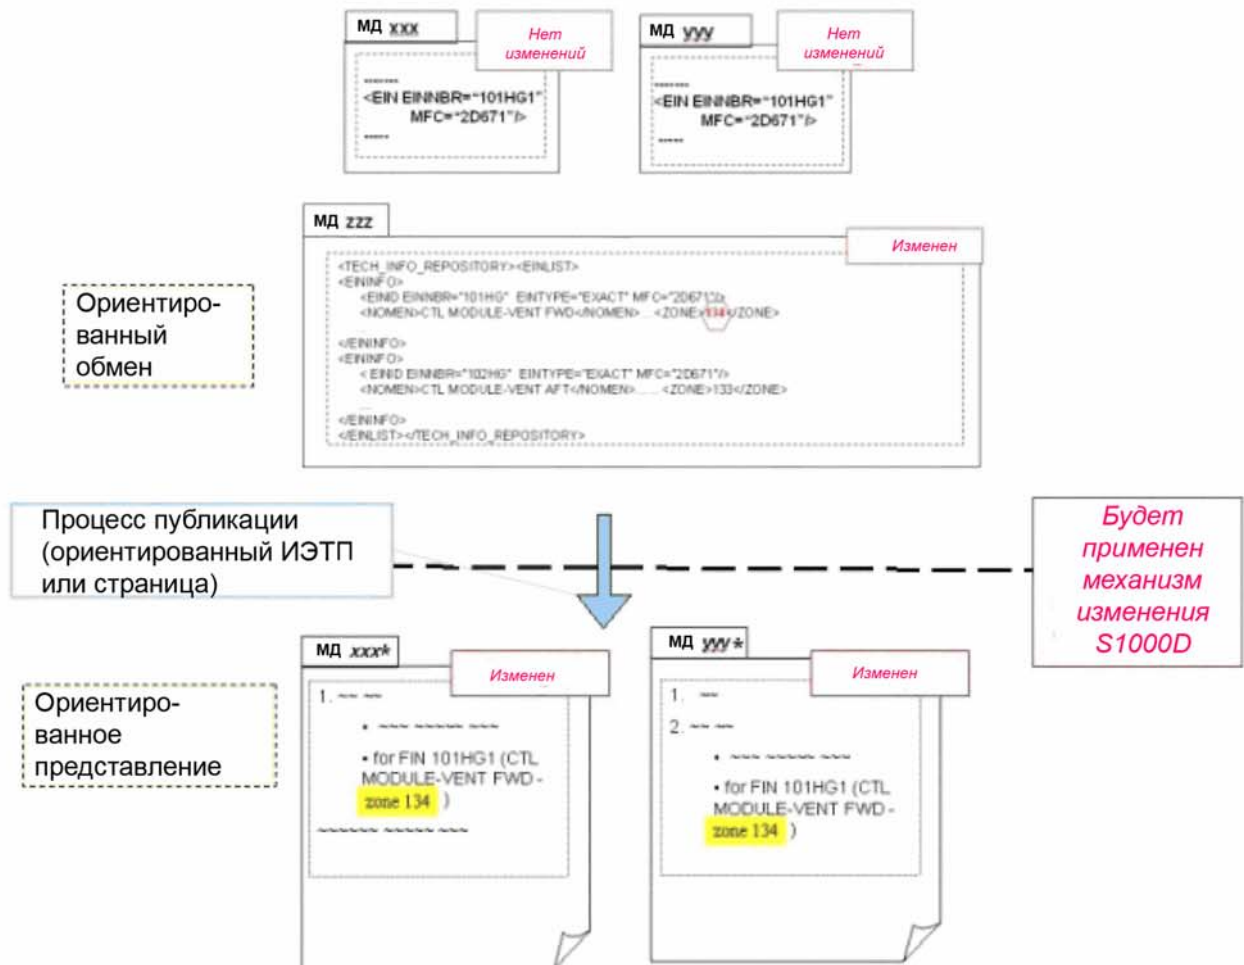 МД xxx
Нет
изменений
-------
<EIN EINNBR="101HG1"
MFC="2D671"/>
-----
МД yyy
Нет
изменений
-------
<EIN EINNBR="101HG1"
MFC="2D671"/>
-----
МД zzz
Изменен
Ориентиро-
ванный
обмен
<TECH_INFO_REPOSITORY><EINLIST>
<EININFO>
<EINID EINNBR="101HG" EINTYPE="EXACT" MFC="2D671"/>
<NOMEN>CTL MODULE-VENT FWD</NOMEN>....<ZONE>134</ZONE>
</EININFO>
<EININFO>
< EINID EINNBR="102HG" EINTYPE="EXACT" MFC="2D671"/>
<NOMEN>CTL MODULE-VENT AFT</NOMEN>....... <ZONE>133</ZONE>
</EININFO>
</EINLIST></TECH_INFO_REPOSITORY>
Процесс публикации
(ориентированный ИЭТП
или страница)
Будет
применен
механизм
изменения
S1000D
Ориентиро-
ванное
представление
МД xxx*
Изменен
1. ~~ ~~
• ~~~ ~~~~~ ~~~
• for FIN 101HG1 (CTL
MODULE-VENT FWD -
zone 134 )
~~~~~~ ~~~~~ ~~~
МД yyy*
Изменен
1. ~~
2. ~~ ~~
• ~~~ ~~~~~ ~~~
• for FIN 101HG1 (CTL
MODULE-VENT FWD -
zone 134 )